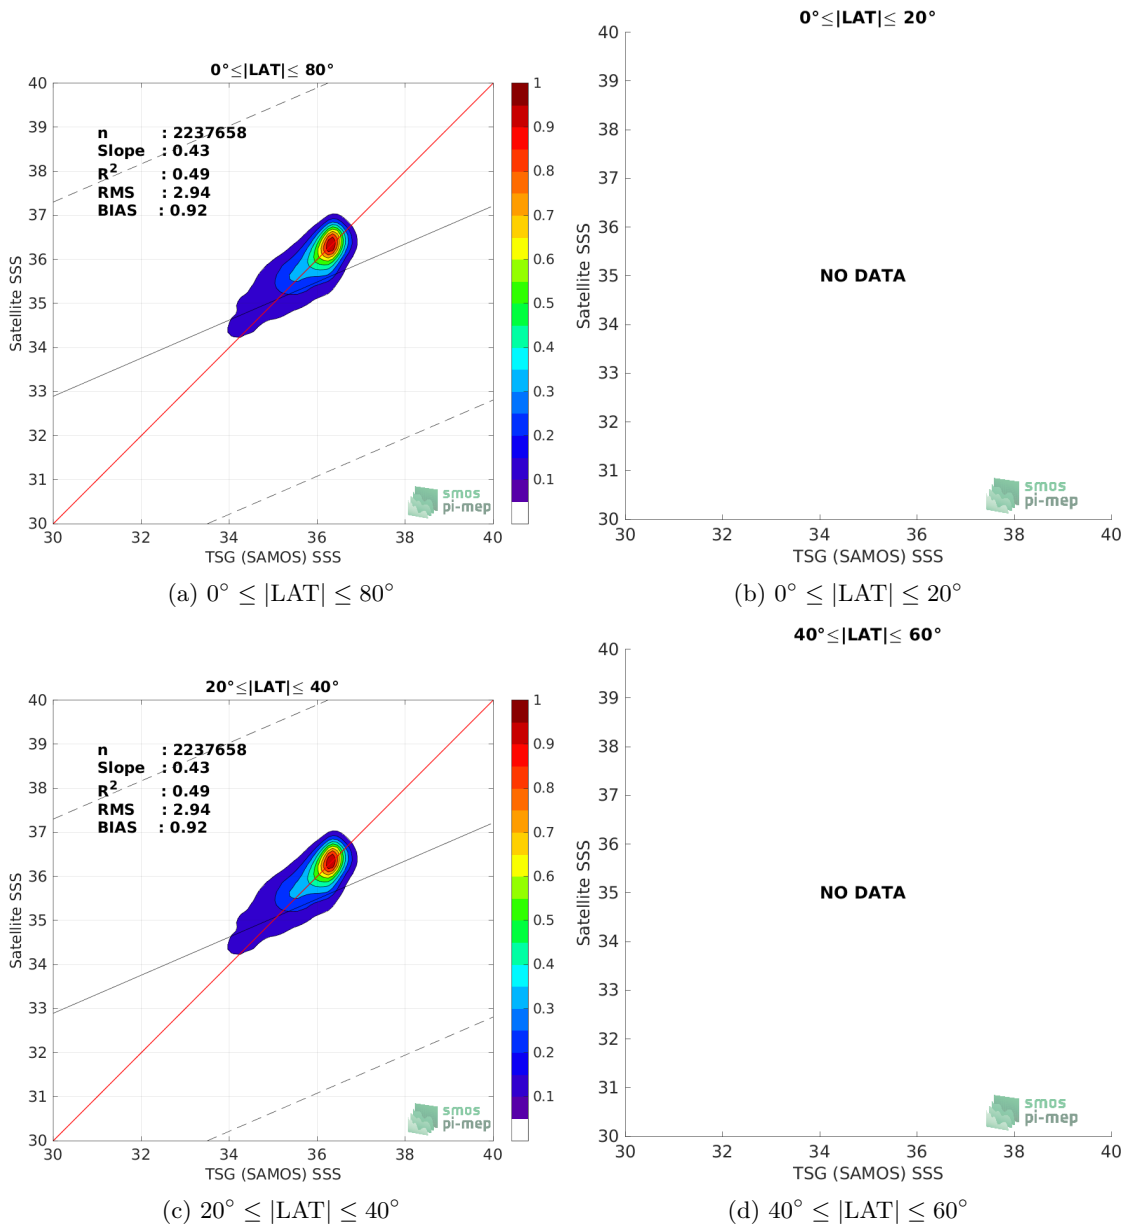 0°≤|LAT|≤ 80°
n : 2237658
Slope : 0.43
R² : 0.49
RMS : 2.94
BIAS : 0.92
40
39
38
37
36
35
34
33
32
31
30
Satellite SSS
30 32 34 36 38 40
TSG (SAMOS) SSS
1
0.9
0.8
0.7
0.6
0.5
0.4
0.3
0.2
0.1
smos
pi-mep
(a) 0° ≤ |LAT| ≤ 80°
0°≤|LAT|≤ 20°
40
39
38
37
36
35
34
33
32
31
30
Satellite SSS
NO DATA
30 32 34 36 38 40
TSG (SAMOS) SSS
smos
pi-mep
(b) 0° ≤ |LAT| ≤ 20°
20°≤|LAT|≤ 40°
n : 2237658
Slope : 0.43
R² : 0.49
RMS : 2.94
BIAS : 0.92
40
39
38
37
36
35
34
33
32
31
30
Satellite SSS
30 32 34 36 38 40
TSG (SAMOS) SSS
1
0.9
0.8
0.7
0.6
0.5
0.4
0.3
0.2
0.1
smos
pi-mep
(c) 20° ≤ |LAT| ≤ 40°
40°≤|LAT|≤ 60°
40
39
38
37
36
35
34
33
32
31
30
Satellite SSS
NO DATA
30 32 34 36 38 40
TSG (SAMOS) SSS
smos
pi-mep
(d) 40° ≤ |LAT| ≤ 60°